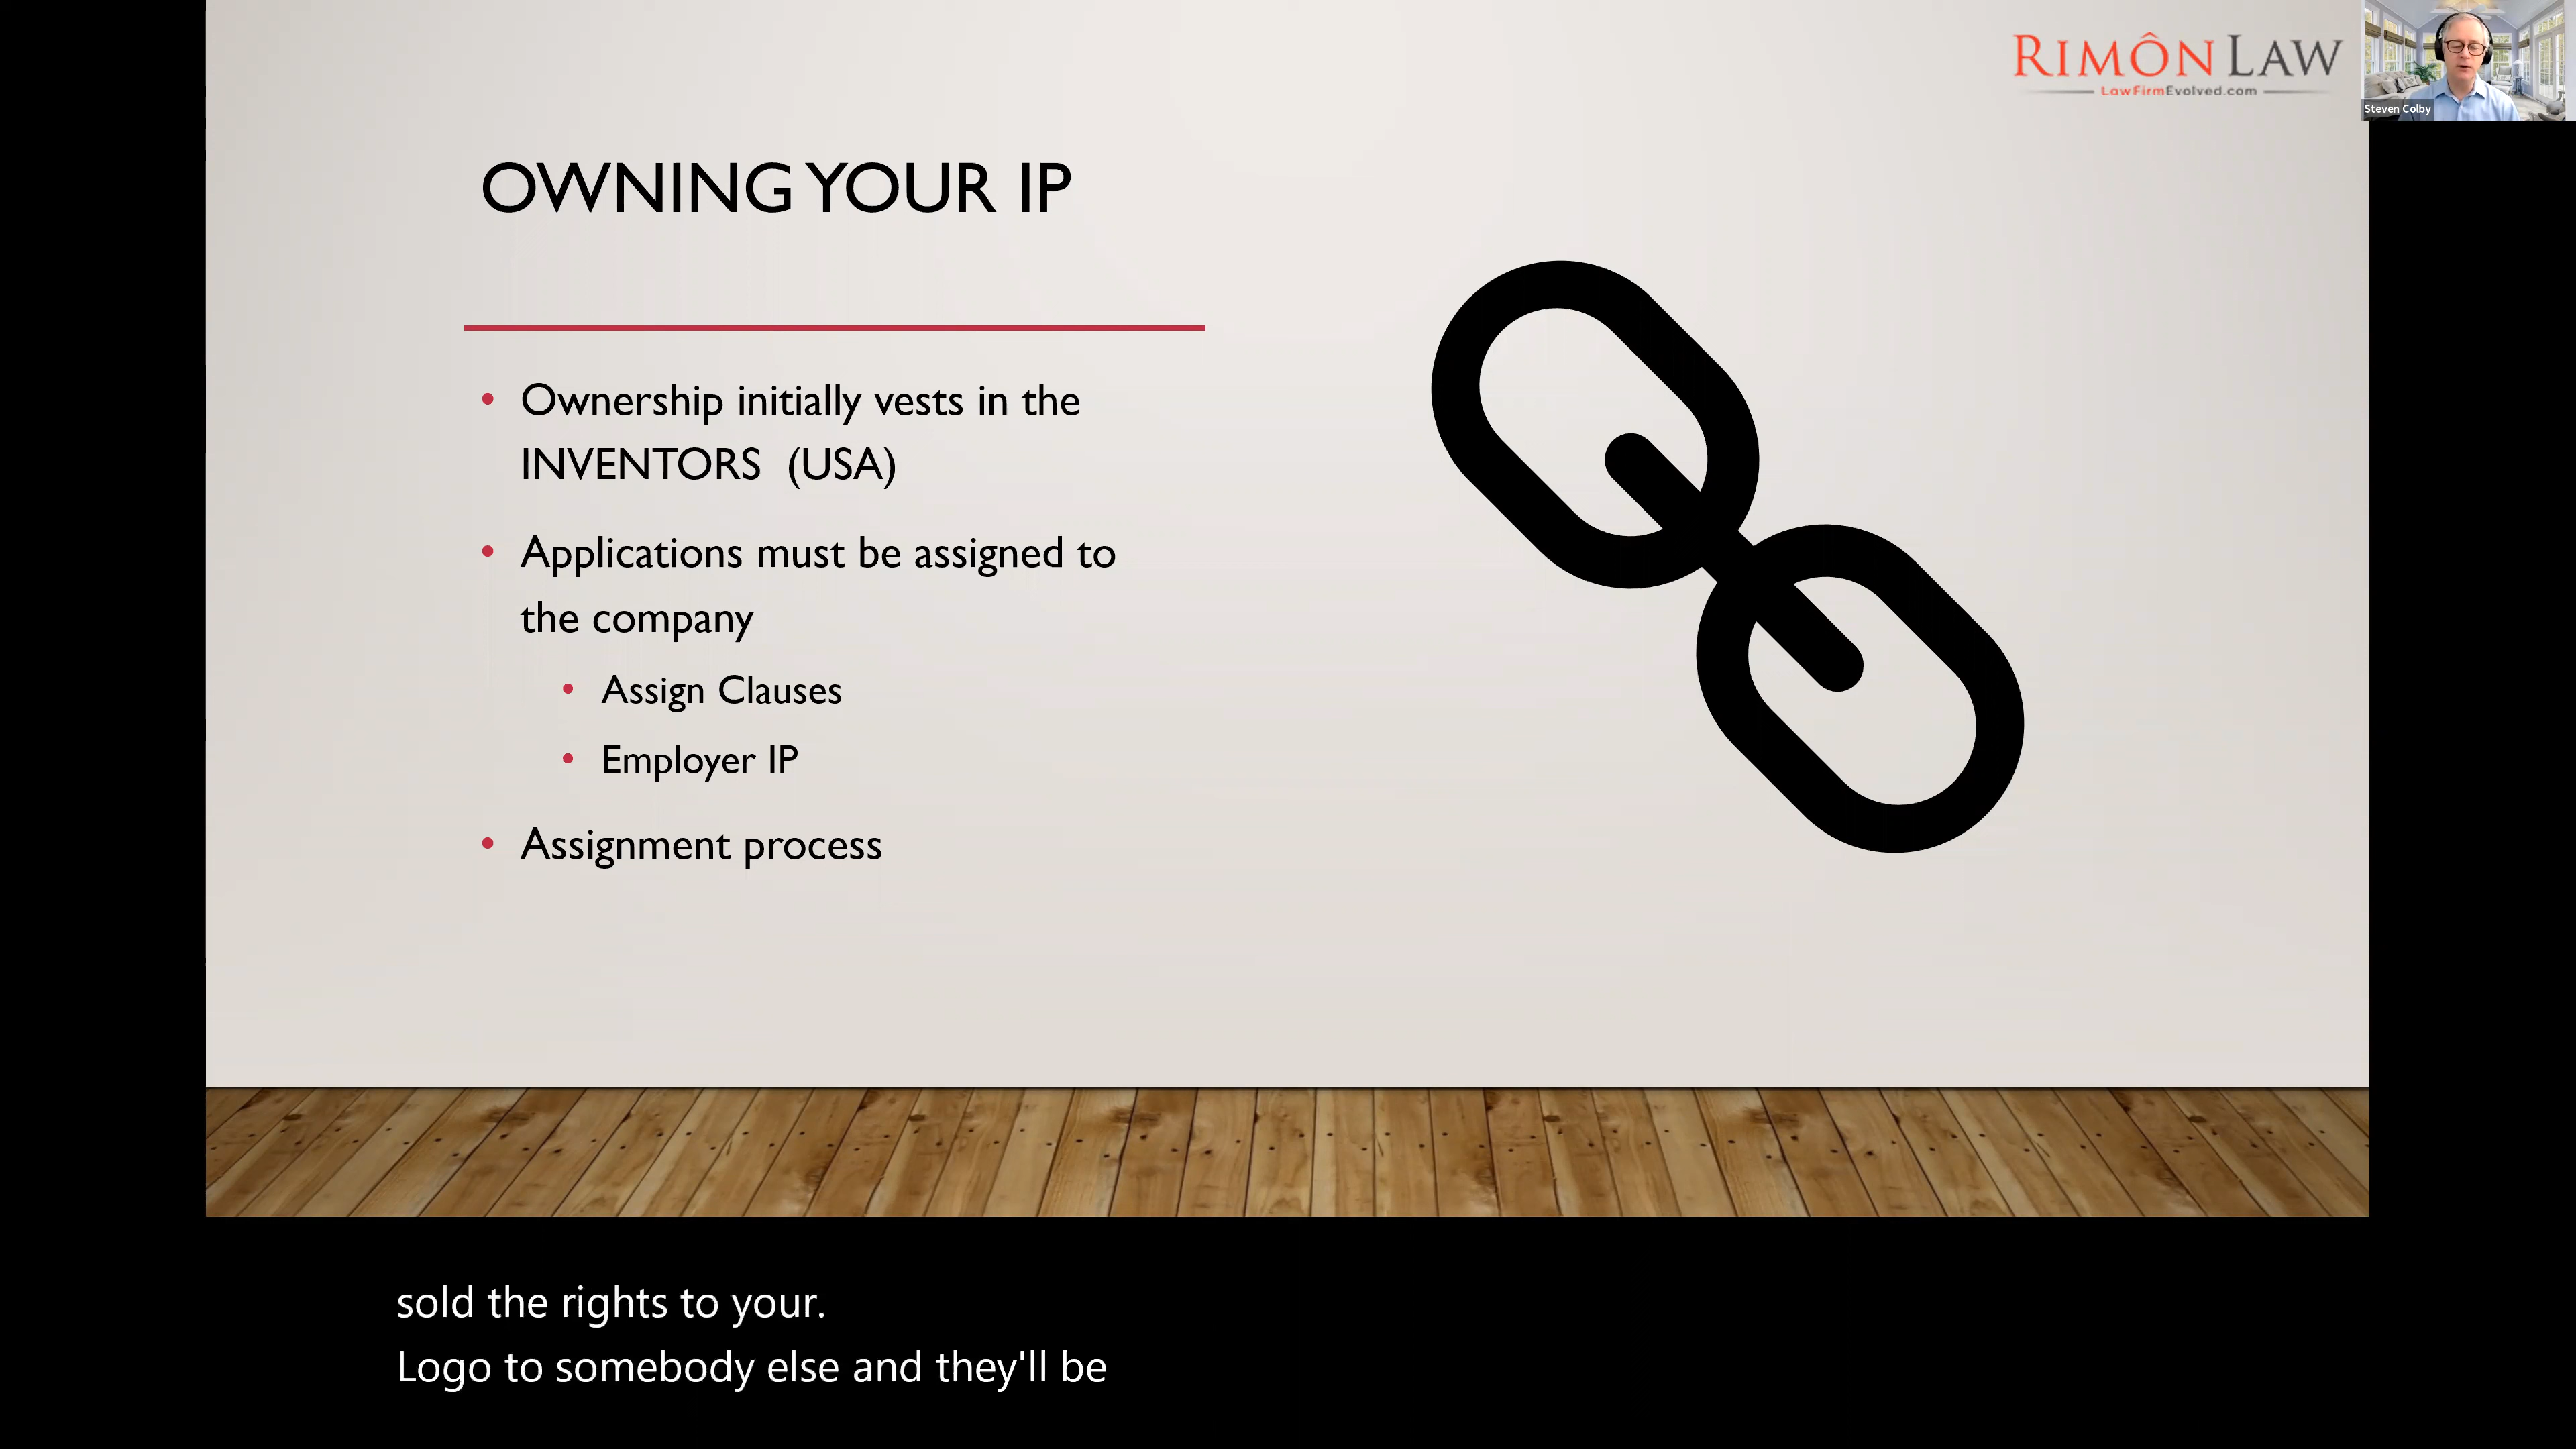 RIMÔN LAW
LawFirmEvolved.com
Steven Colby
OWNING YOUR IP
• Ownership initially vests in the
INVENTORS (USA)
• Applications must be assigned to
the company
• Assign Clauses
• Employer IP
• Assignment process
sold the rights to your.
Logo to somebody else and they'll be